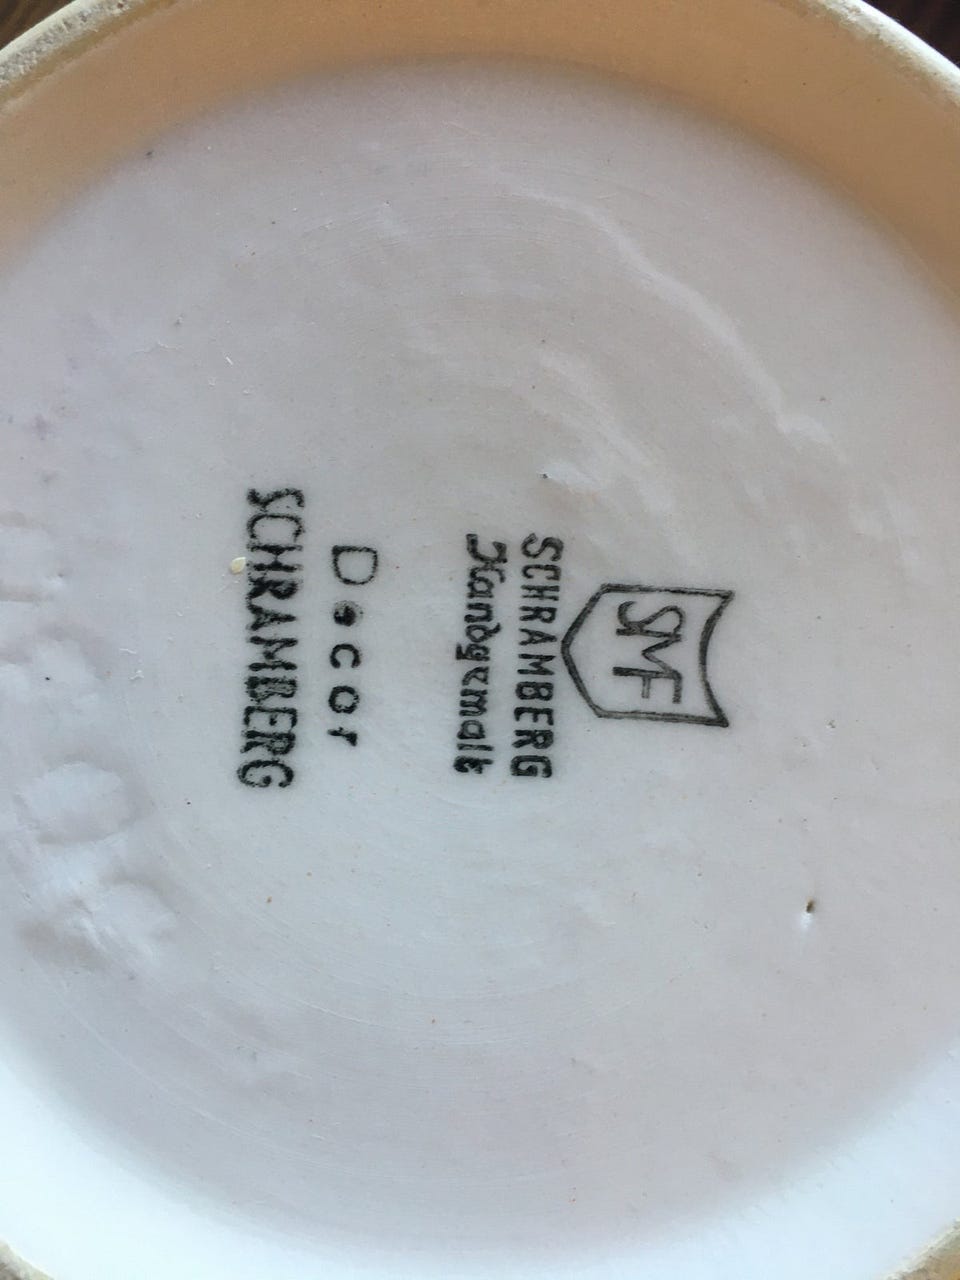 SMF
SCHRAMBERG
Handgemalt
Decor
SCHRAMBERG